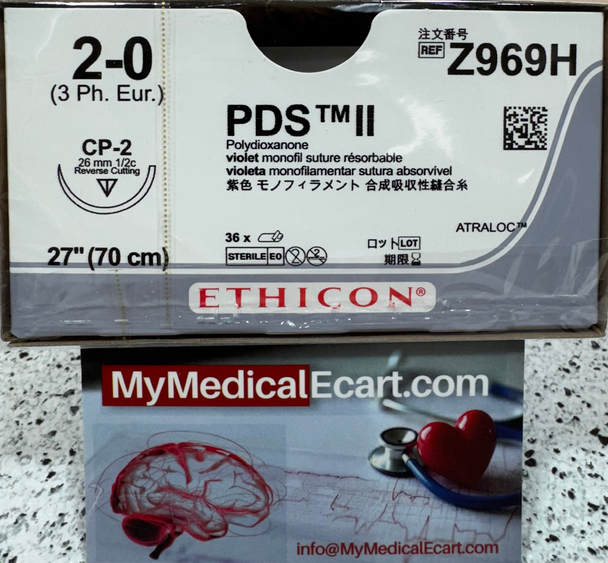 2-0
(3 Ph. Eur.)
CP-2
26 mm 1/2c
Reverse Cutting
27" (70 cm)
注文番号
REF Z969H
PDS™II
Polydioxanone
violet monofil suture résorbable
violeta monofilamentar sutura absorvível
紫色 モノフィラメント 合成吸収性縫合糸
ATRALOC™
36 x
STERILE EO 2
ロット LOT
期限
ETHICON®
MyMedicalEcart.com
info@MyMedicalEcart.com